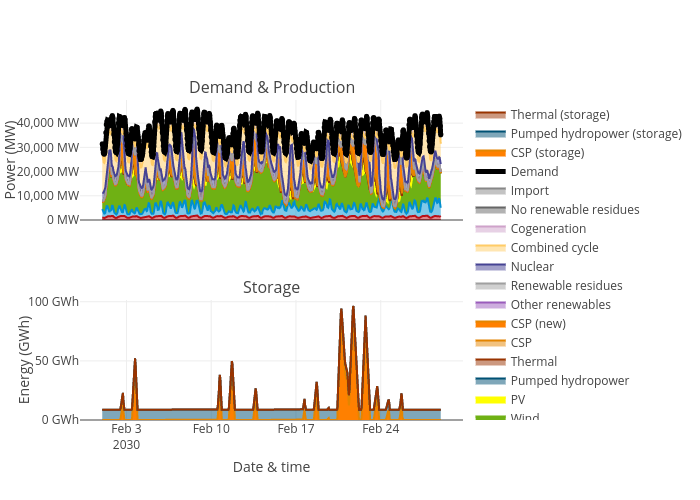 Demand & Production
Power (MW)
40,000 MW
30,000 MW
20,000 MW
10,000 MW
0 MW
Storage
Energy (GWh)
100 GWh
50 GWh
0 GWh
Feb 3
2030
Feb 10
Feb 17
Feb 24
Date & time
Thermal (storage)
Pumped hydropower (storage)
CSP (storage)
Demand
Import
No renewable residues
Cogeneration
Combined cycle
Nuclear
Renewable residues
Other renewables
CSP (new)
CSP
Thermal
Pumped hydropower
PV
Wind